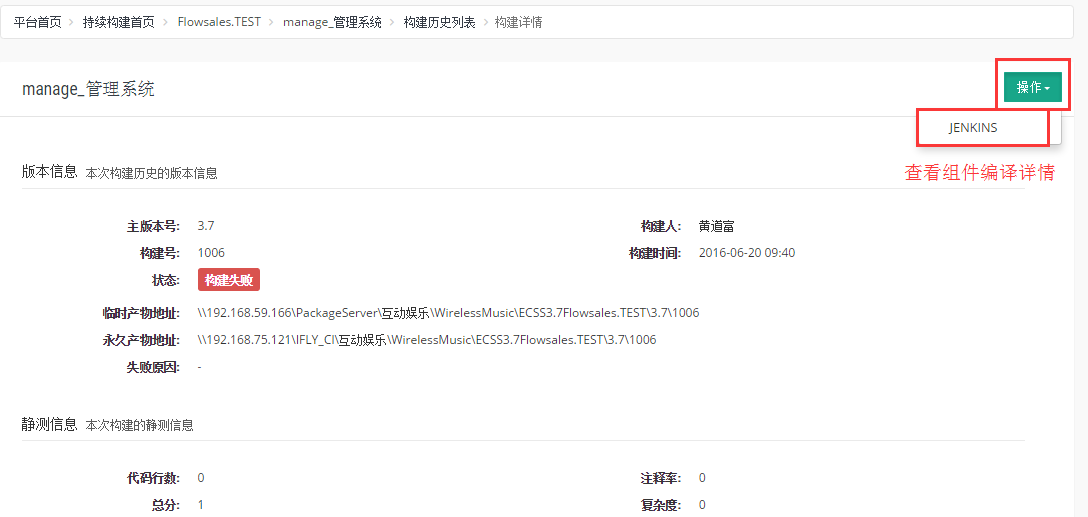 平台首页 > 持续构建首页 > Flowsales.TEST > manage_管理系统 > 构建历史列表 > 构建详情
manage_管理系统
操作
JENKINS
查看组件编译详情
版本信息 本次构建历史的版本信息
主版本号: 3.7 构建人: 黄道富
构建号: 1006 构建时间: 2016-06-20 09:40
状态: 构建失败
临时产物地址: \\192.168.59.166\PackageServer\互动娱乐\WirelessMusic\ECSS3.7Flowsales.TEST\3.7\1006
永久产物地址: \\192.168.75.121\IFLY_CI\互动娱乐\WirelessMusic\ECSS3.7Flowsales.TEST\3.7\1006
失败原因: -
静测信息 本次构建的静测信息
代码行数: 0 注释率: 0
总分: 1 复杂度: 0